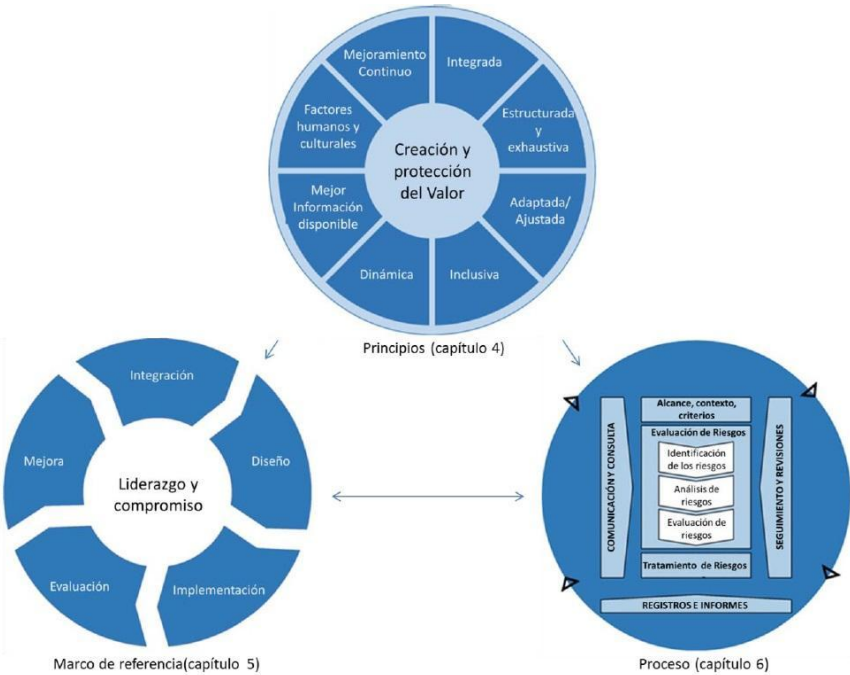 Mejoramiento
Continuo
Integrada
Factores
humanos y
culturales
Estructurada
y
exhaustiva
Creación y
protección
del Valor
Mejor
Información
disponible
Adaptada/
Ajustada
Dinámica
Inclusiva
Principios (capítulo 4)
Integración
Mejora
Diseño
Liderazgo y
compromiso
Evaluación
Implementación
Marco de referencia(capítulo 5)
Alcance, contexto,
criterios
COMUNICACIÓN Y CONSULTA
Evaluación de Riesgos
Identificación
de los riesgos
Análisis de
riesgos
Evaluación de
riesgos
SEGUIMIENTO Y REVISIONES
Tratamiento de Riesgos
REGISTROS E INFORMES
Proceso (capítulo 6)